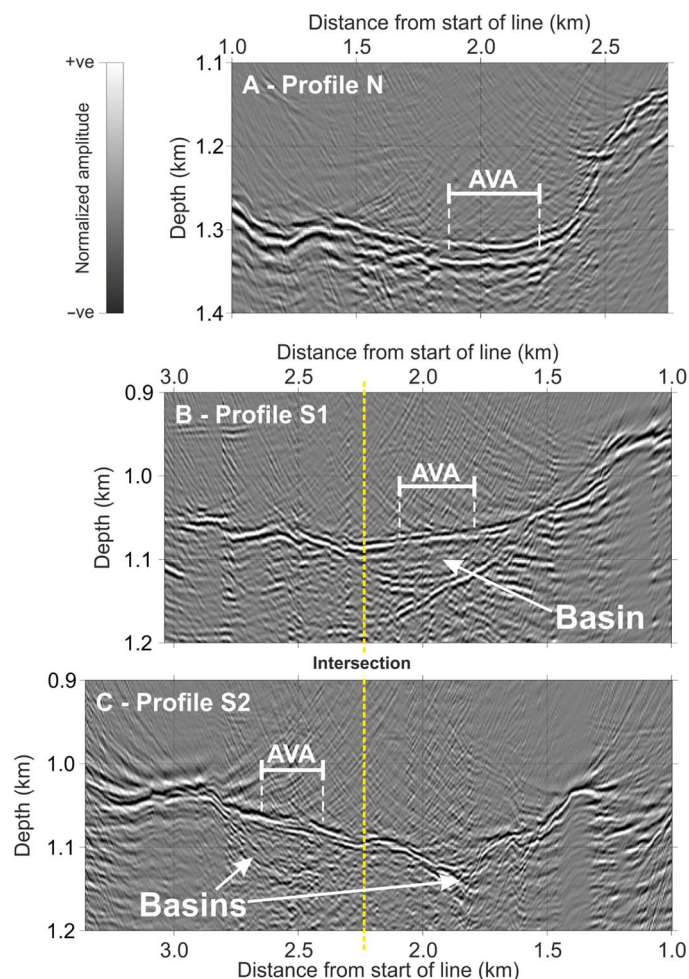 Distance from start of line (km)
1.0 1.5 2.0 2.5
+ve
–ve
Normalized amplitude
1.1
1.2
1.3
1.4
Depth (km)
A - Profile N
AVA
Distance from start of line (km)
3.0 2.5 2.0 1.5 1.0
0.9
1.0
1.1
1.2
Depth (km)
B - Profile S1
AVA
Basin
Intersection
0.9
1.0
1.1
1.2
Depth (km)
C - Profile S2
AVA
Basins
3.0 2.5 2.0 1.5 1.0
Distance from start of line (km)